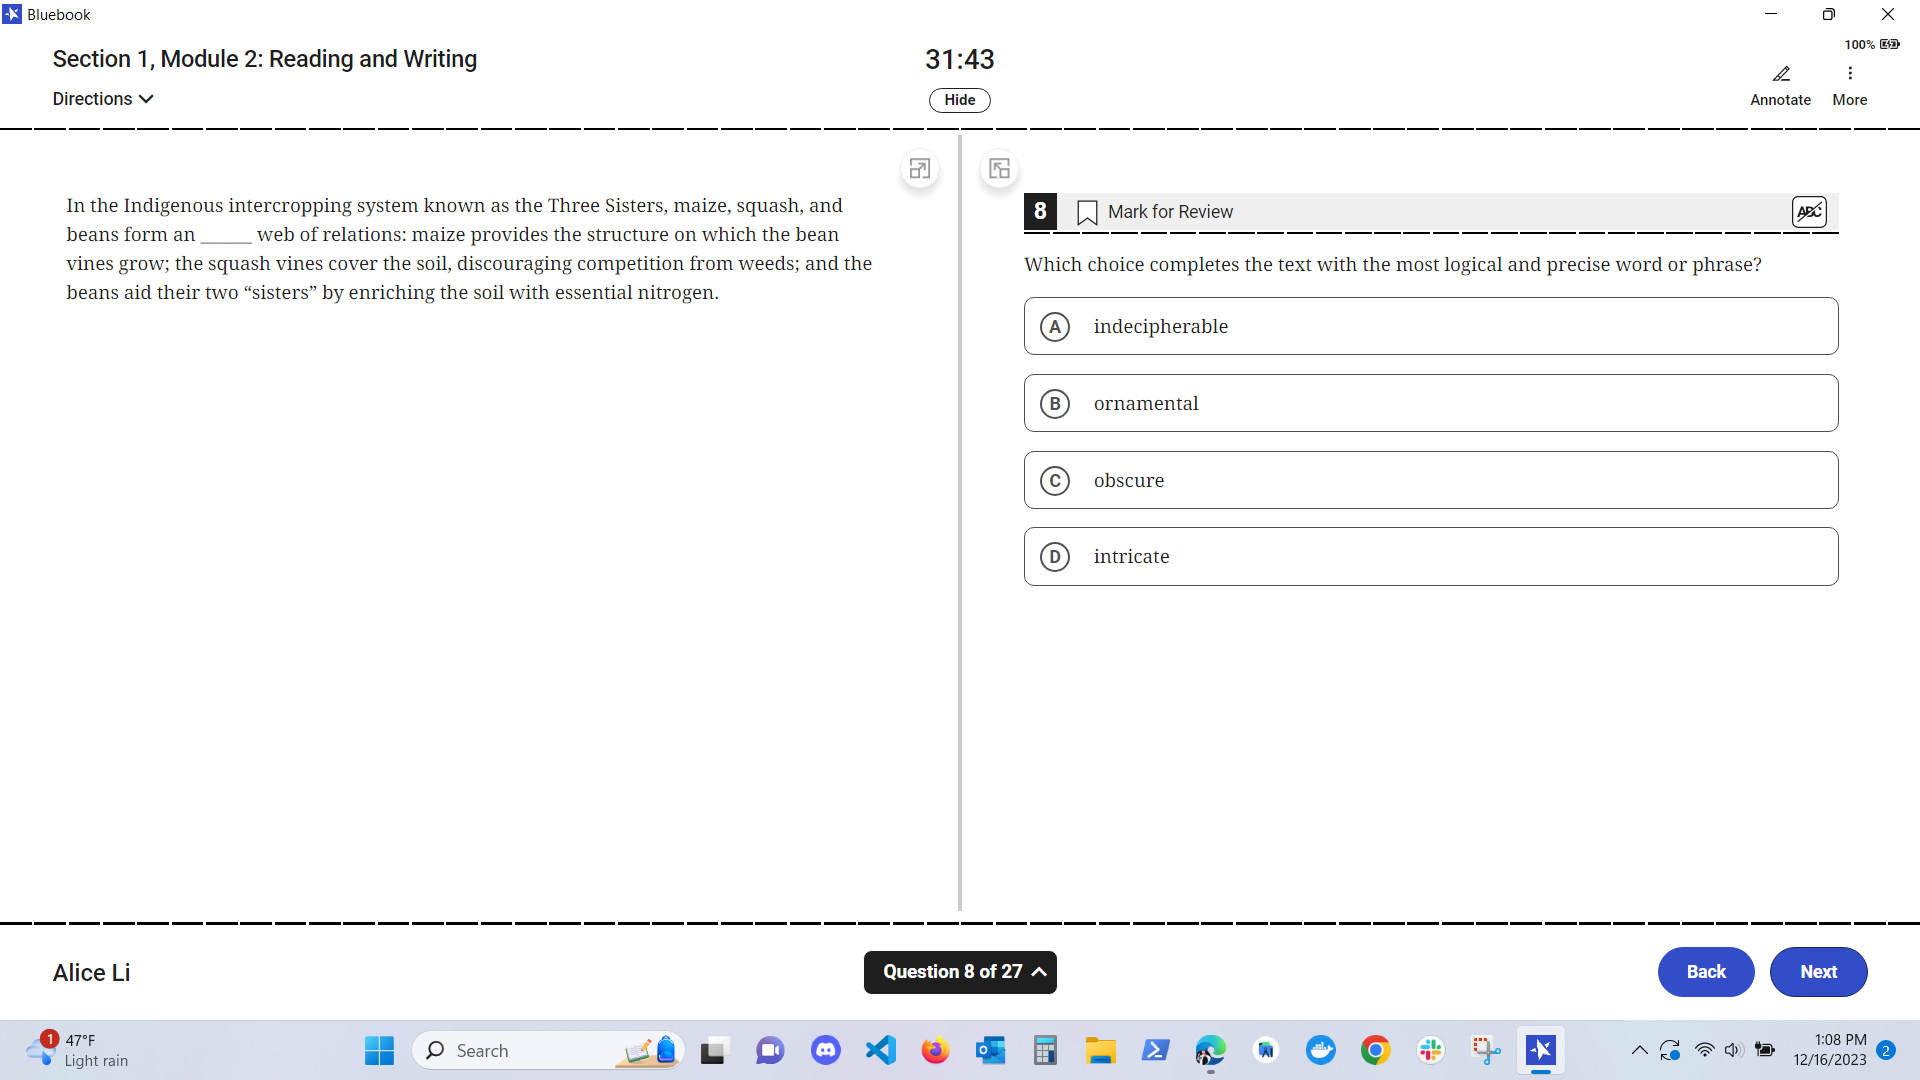 Bluebook
Section 1, Module 2: Reading and Writing
31:43
100%
Directions
Hide
Annotate
More
In the Indigenous intercropping system known as the Three Sisters, maize, squash, and
beans form an ______ web of relations: maize provides the structure on which the bean
vines grow; the squash vines cover the soil, discouraging competition from weeds; and the
beans aid their two “sisters” by enriching the soil with essential nitrogen.
8
Mark for Review
ABC
Which choice completes the text with the most logical and precise word or phrase?
A indecipherable
B ornamental
C obscure
D intricate
Alice Li
Question 8 of 27
Back
Next
1
47°F
Light rain
Search
1:08 PM
12/16/2023
2